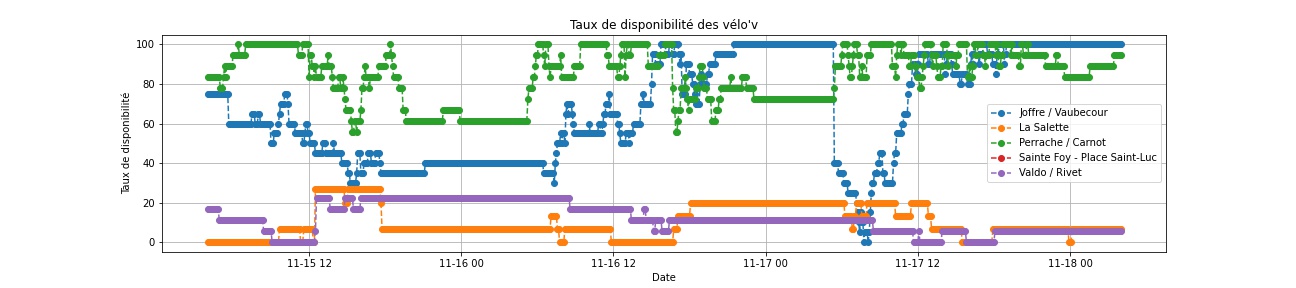 Taux de disponibilité des vélo'v
Taux de disponibilité
100
80
60
40
20
0
Joffre / Vaubecour
La Salette
Perrache / Carnot
Sainte Foy - Place Saint-Luc
Valdo / Rivet
11-15 12
11-16 00
11-16 12
11-17 00
11-17 12
11-18 00
Date